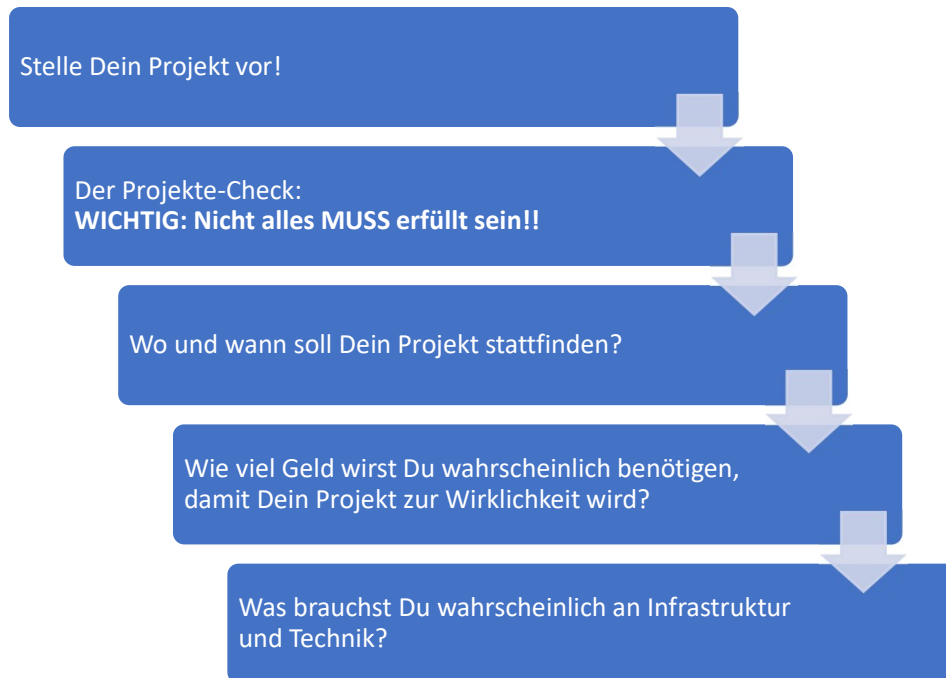 Stelle Dein Projekt vor!
Der Projekte-Check:
WICHTIG: Nicht alles MUSS erfüllt sein!!
Wo und wann soll Dein Projekt stattfinden?
Wie viel Geld wirst Du wahrscheinlich benötigen,
damit Dein Projekt zur Wirklichkeit wird?
Was brauchst Du wahrscheinlich an Infrastruktur
und Technik?